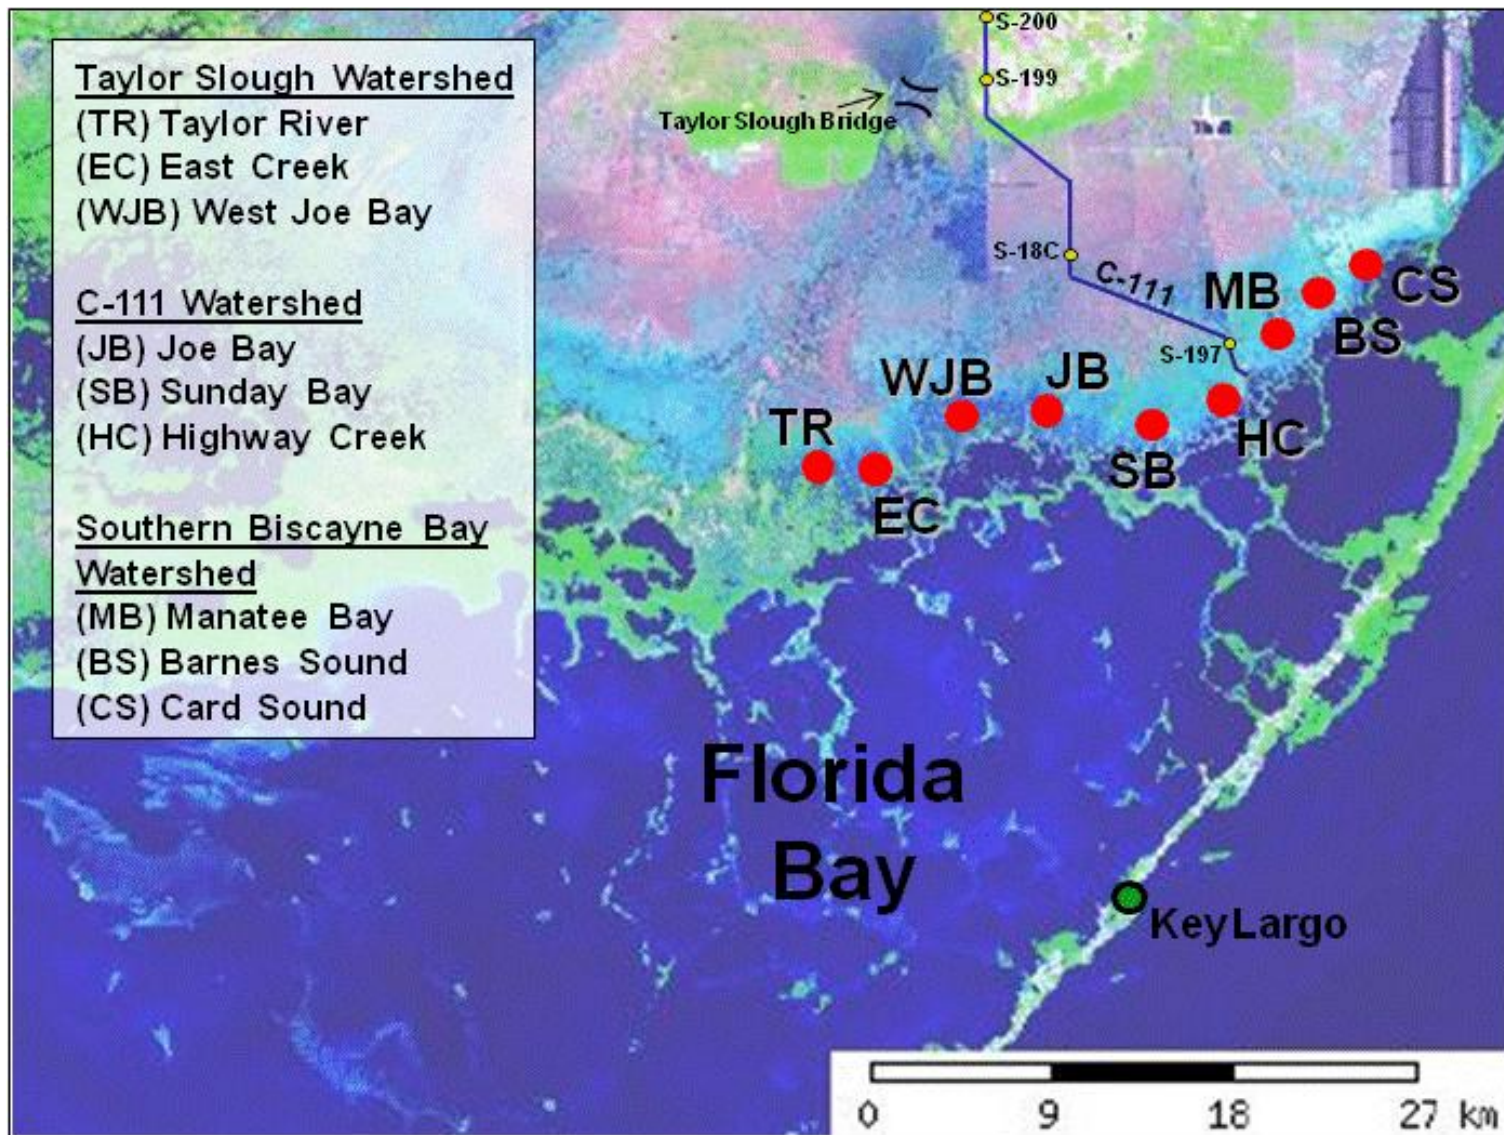 Taylor Slough Watershed
(TR) Taylor River
(EC) East Creek
(WJB) West Joe Bay
C-111 Watershed
(JB) Joe Bay
(SB) Sunday Bay
(HC) Highway Creek
Southern Biscayne Bay
Watershed
(MB) Manatee Bay
(BS) Barnes Sound
(CS) Card Sound
S-200
S-199
Taylor Slough Bridge
S-18C
C-111
S-197
MB
CS
BS
WJB
JB
TR
HC
SB
EC
Florida
Bay
Key Largo
0 9 18 27 km